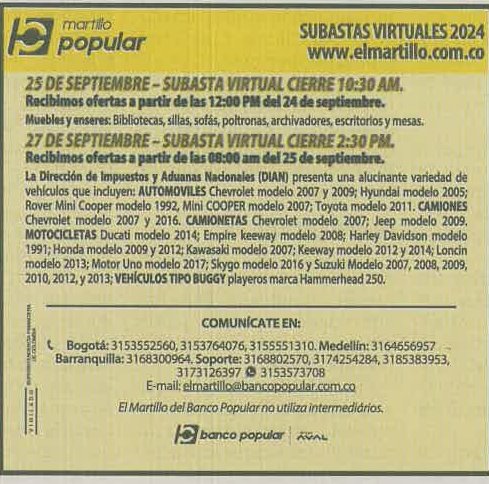 martillo
popular
SUBASTAS VIRTUALES 2024
www.elmartillo.com.co
25 DE SEPTIEMBRE – SUBASTA VIRTUAL CIERRE 10:30 AM.
Recibimos ofertas a partir de las 12:00 PM del 24 de septiembre.
Muebles y enseres: Bibliotecas, sillas, sofás, poltronas, archivadores, escritorios y mesas.
27 DE SEPTIEMBRE – SUBASTA VIRTUAL CIERRE 2:30 PM.
Recibimos ofertas a partir de las 08:00 am del 25 de septiembre.
La Dirección de Impuestos y Aduanas Nacionales (DIAN) presenta una alucinante variedad de
vehículos que incluyen: AUTOMOVILES Chevrolet modelo 2007 y 2009; Hyundai modelo 2005;
Rover Mini Cooper modelo 1992, Mini COOPER modelo 2007; Toyota modelo 2011. CAMIONES
Chevrolet modelo 2007 y 2016. CAMIONETAS Chevrolet modelo 2007; Jeep modelo 2009.
MOTOCICLETAS Ducati modelo 2014; Empire keeway modelo 2008; Harley Davidson modelo
1991; Honda modelo 2009 y 2012; Kawasaki modelo 2007; Keeway modelo 2012 y 2014; Loncin
modelo 2013; Motor Uno modelo 2017; Skygo modelo 2016 y Suzuki Modelo 2007, 2008, 2009,
2010, 2012, y 2013; VEHÍCULOS TIPO BUGGY playeros marca Hammerhead 250.
COMUNÍCATE EN:
Bogotá: 3153552560, 3153764076, 3155551310. Medellín: 3164656957
Barranquilla: 3168300964. Soporte: 3168802570, 3174254284, 3185383953,
3173126397 3153573708
E-mail: elmartillo@bancopopular.com.co
El Martillo del Banco Popular no utiliza intermediários.
banco popular
AVAL
VIGILADO
SUPERINTENDENCIA FINANCIERA
DE COLOMBIA